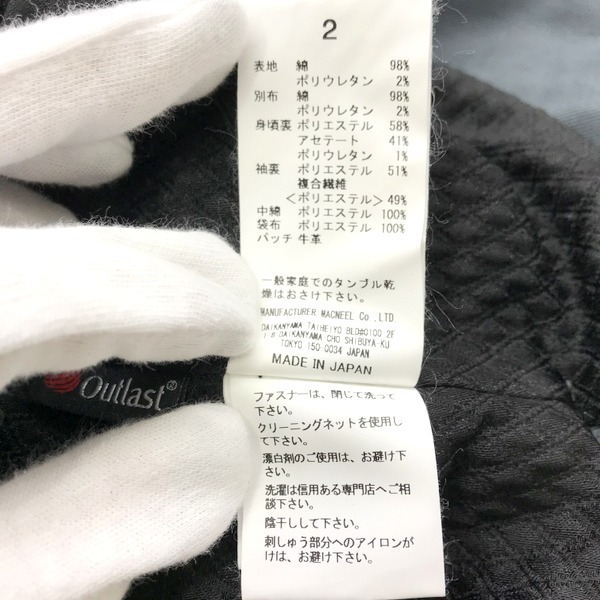 2
表地 綿 98%
ポリウレタン 2%
別布 綿 98%
ポリウレタン 2%
身頃裏 ポリエステル 58%
アセテート 41%
ポリウレタン 1%
袖裏 ポリエステル 51%
複合繊維
<ポリエステル> 49%
中綿 ポリエステル 100%
袋布 ポリエステル 100%
パッチ 牛革
一般家庭でのタンブル乾
燥はおさけ下さい。
MANUFACTURER MACNEEL Co.,LTD.
DAIKANYAMA TAIHEIYO BLD#0100 2F
DAIKANYAMA CHO SHIBUYA-KU
TOKYO 150 0034 JAPAN
MADE IN JAPAN
Outlast®
ファスナーは、閉じて洗って
下さい。
クリーニングネットを使用し
て下さい。
漂白剤のご使用は、お避け下
さい。
洗濯は信用ある専門店へご相
談下さい。
陰干しして下さい。
刺しゅう部分へのアイロンが
けは、お避け下さい。